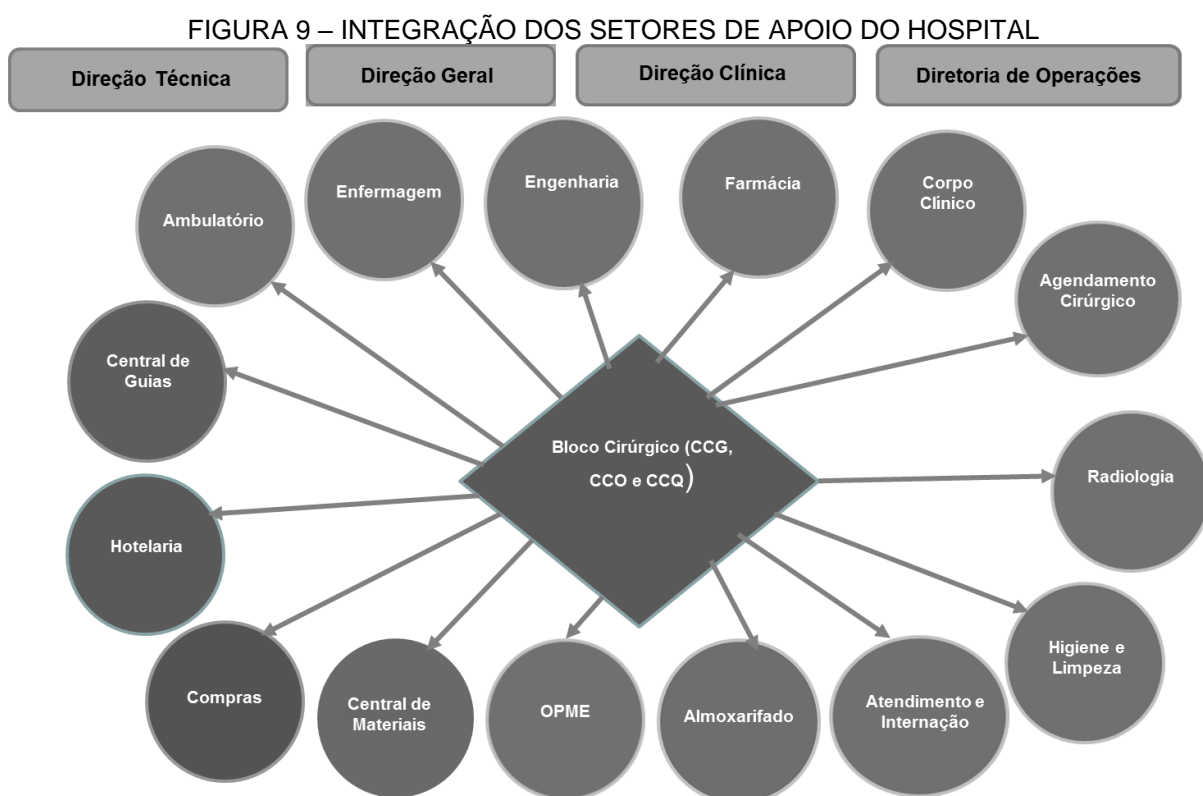 FIGURA 9 – INTEGRAÇÃO DOS SETORES DE APOIO DO HOSPITAL
Direção Técnica
Direção Geral
Direção Clínica
Diretoria de Operações
Ambulatório
Enfermagem
Engenharia
Farmácia
Corpo
Clínico
Agendamento
Cirúrgico
Central de
Guias
Bloco Cirúrgico (CCG,
CCO e CCQ)
Radiologia
Hotelaria
Higiene e
Limpeza
Compras
Central de
Materiais
OPME
Almoxarifado
Atendimento e
Internação